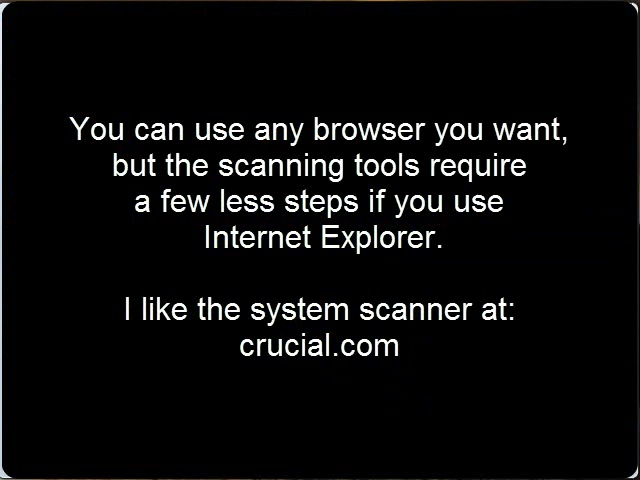 You can use any browser you want,
but the scanning tools require
a few less steps if you use
Internet Explorer.
I like the system scanner at:
crucial.com